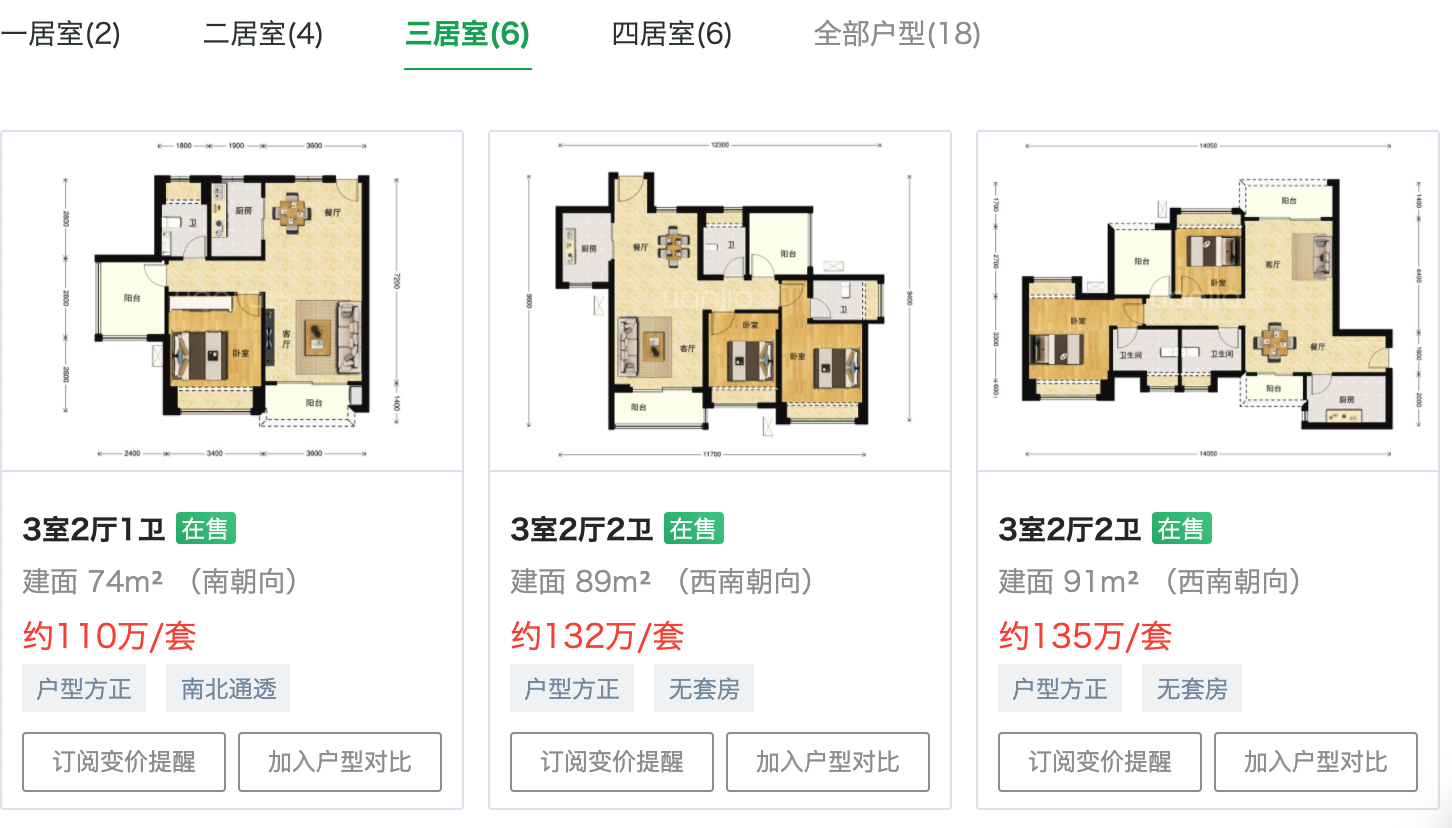 一居室(2)
二居室(4)
三居室(6)
四居室(6)
全部户型(18)
1800 1900 3600
2800
2800
2600
7200
1400
卫
厨房
餐厅
阳台
卧室
客厅
阳台
2400 3400 3600
12300
9600
9400
厨房
餐厅
卫
阳台
卫
客厅
卧室
卧室
阳台
11700
14050
1700
2700
3300
600
1400
4400
1600
2000
阳台
阳台
卧室
客厅
卧室
卫生间
卫生间
餐厅
阳台
厨房
14050
3室2厅1卫 在售
建面 74m² （南朝向）
约110万/套
户型方正 南北通透
订阅变价提醒 加入户型对比
3室2厅2卫 在售
建面 89m² （西南朝向）
约132万/套
户型方正 无套房
订阅变价提醒 加入户型对比
3室2厅2卫 在售
建面 91m² （西南朝向）
约135万/套
户型方正 无套房
订阅变价提醒 加入户型对比